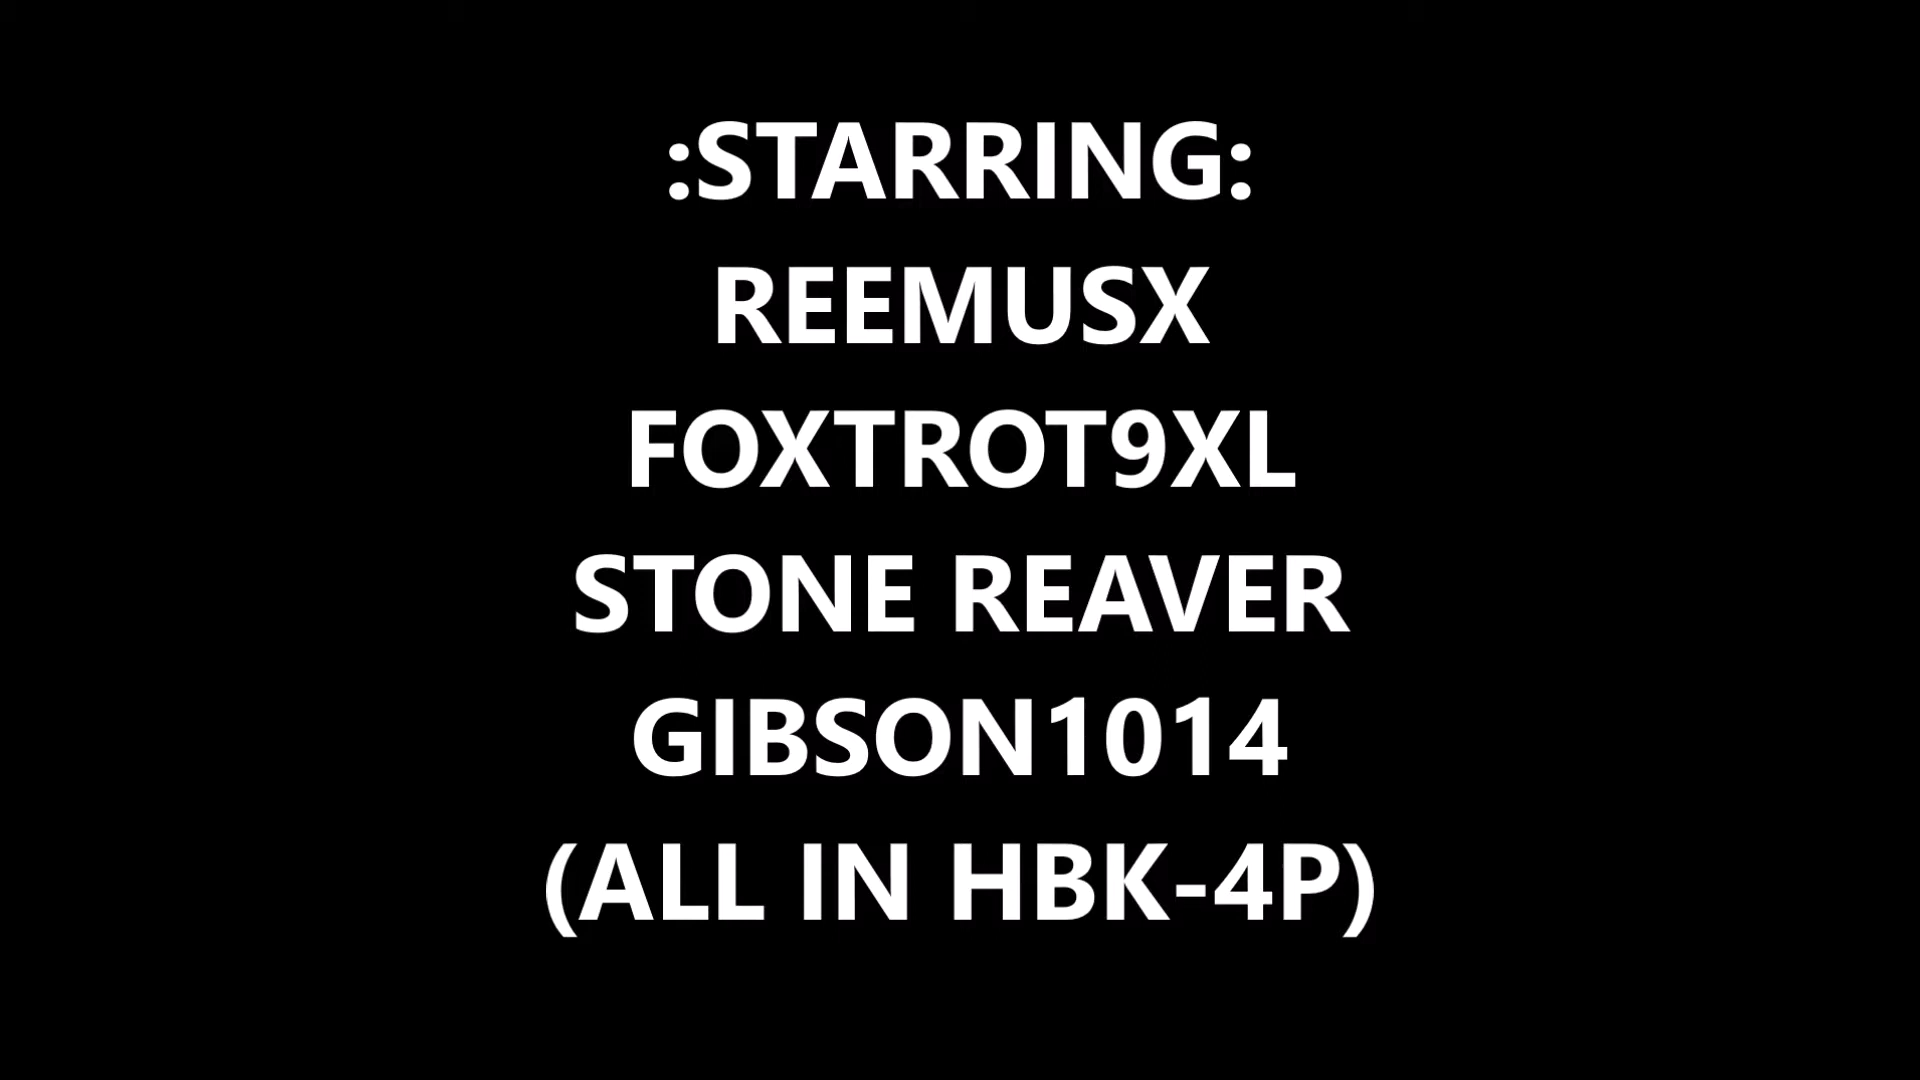 :STARRING:
REEMUSX
FOXTROT9XL
STONE REAVER
GIBSON1014
(ALL IN HBK-4P)